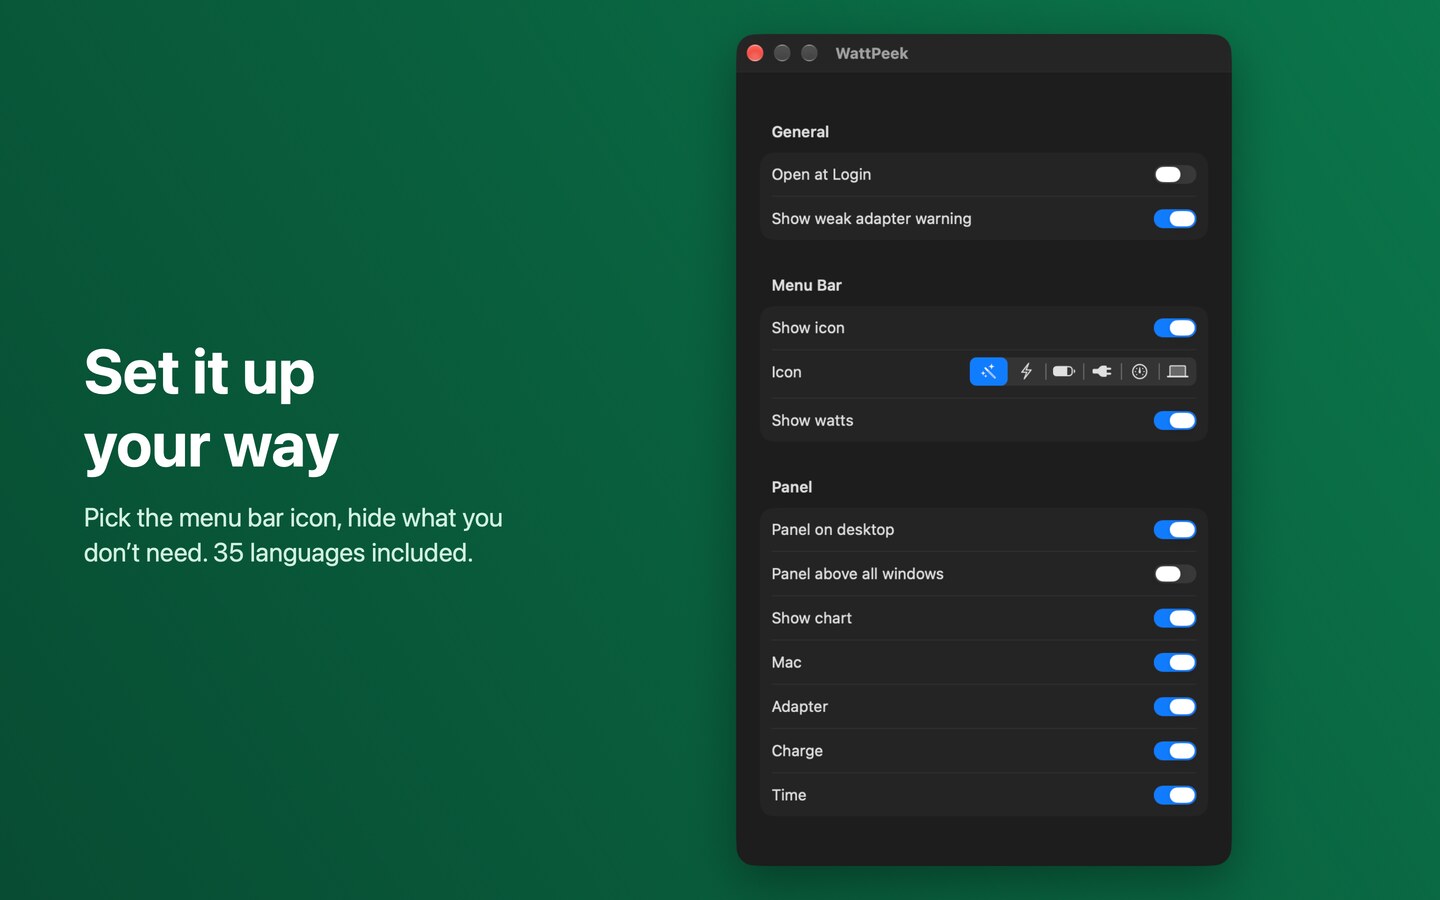 Set it up
your way
Pick the menu bar icon, hide what you
don’t need. 35 languages included.
WattPeek
General
Open at Login
Show weak adapter warning
Menu Bar
Show icon
Icon
Show watts
Panel
Panel on desktop
Panel above all windows
Show chart
Mac
Adapter
Charge
Time